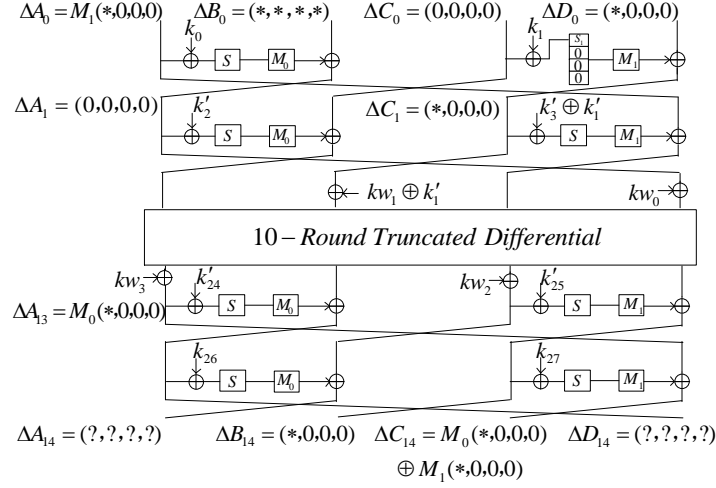 ΔA₀=M₁(*,0,0,0) ΔB₀=(*,*,*,*) ΔC₀=(0,0,0,0) ΔD₀=(*,0,0,0)
k₀ k₁
S M₀ S₁ 0 0 0 M₁
ΔA₁=(0,0,0,0) k′₂ ΔC₁=(*,0,0,0) k′₃⊕k′₁
S M₀ S M₁
kw₁⊕k′₁ kw₀
10−Round Truncated Differential
kw₃ k′₂₄ kw₂ k′₂₅
ΔA₁₃=M₀(*,0,0,0) S M₀ S M₁
k₂₆ k₂₇
S M₀ S M₁
ΔA₁₄=(?,?,?,?) ΔB₁₄=(*,0,0,0) ΔC₁₄=M₀(*,0,0,0) ΔD₁₄=(?,?,?,?)
⊕M₁(*,0,0,0)